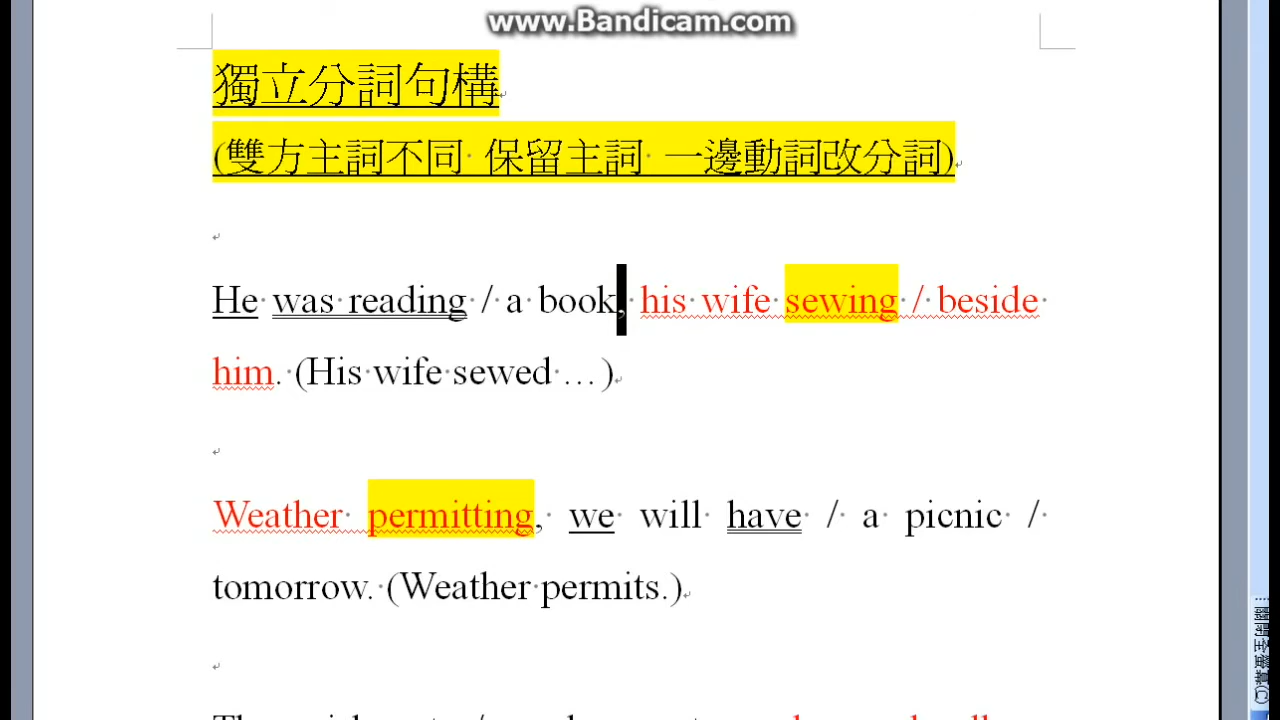 www.Bandicam.com
獨立分詞句構
(雙方主詞不同 保留主詞 一邊動詞改分詞)
He was reading / a book, his wife sewing / beside
him. (His wife sewed …)
Weather permitting, we will have / a picnic /
tomorrow. (Weather permits.)